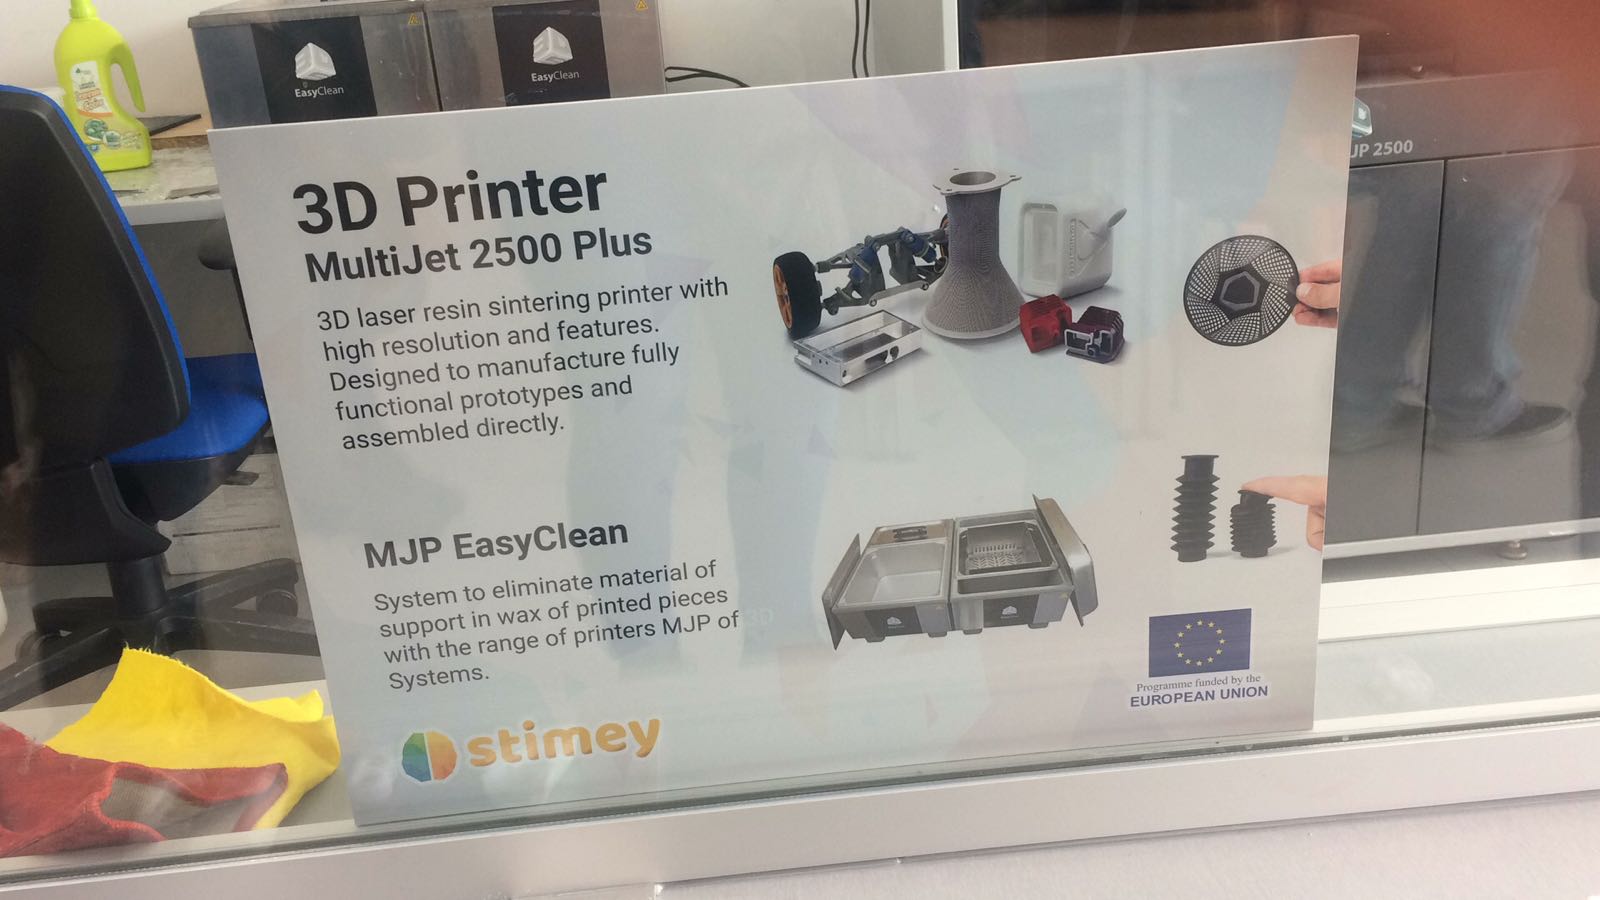 EasyClean
EasyClean
JP 2500
3D Printer
MultiJet 2500 Plus
3D laser resin sintering printer with
high resolution and features.
Designed to manufacture fully
functional prototypes and
assembled directly.
MJP EasyClean
System to eliminate material of
support in wax of printed pieces
with the range of printers MJP of
Systems.
stimey
Programme funded by the
EUROPEAN UNION